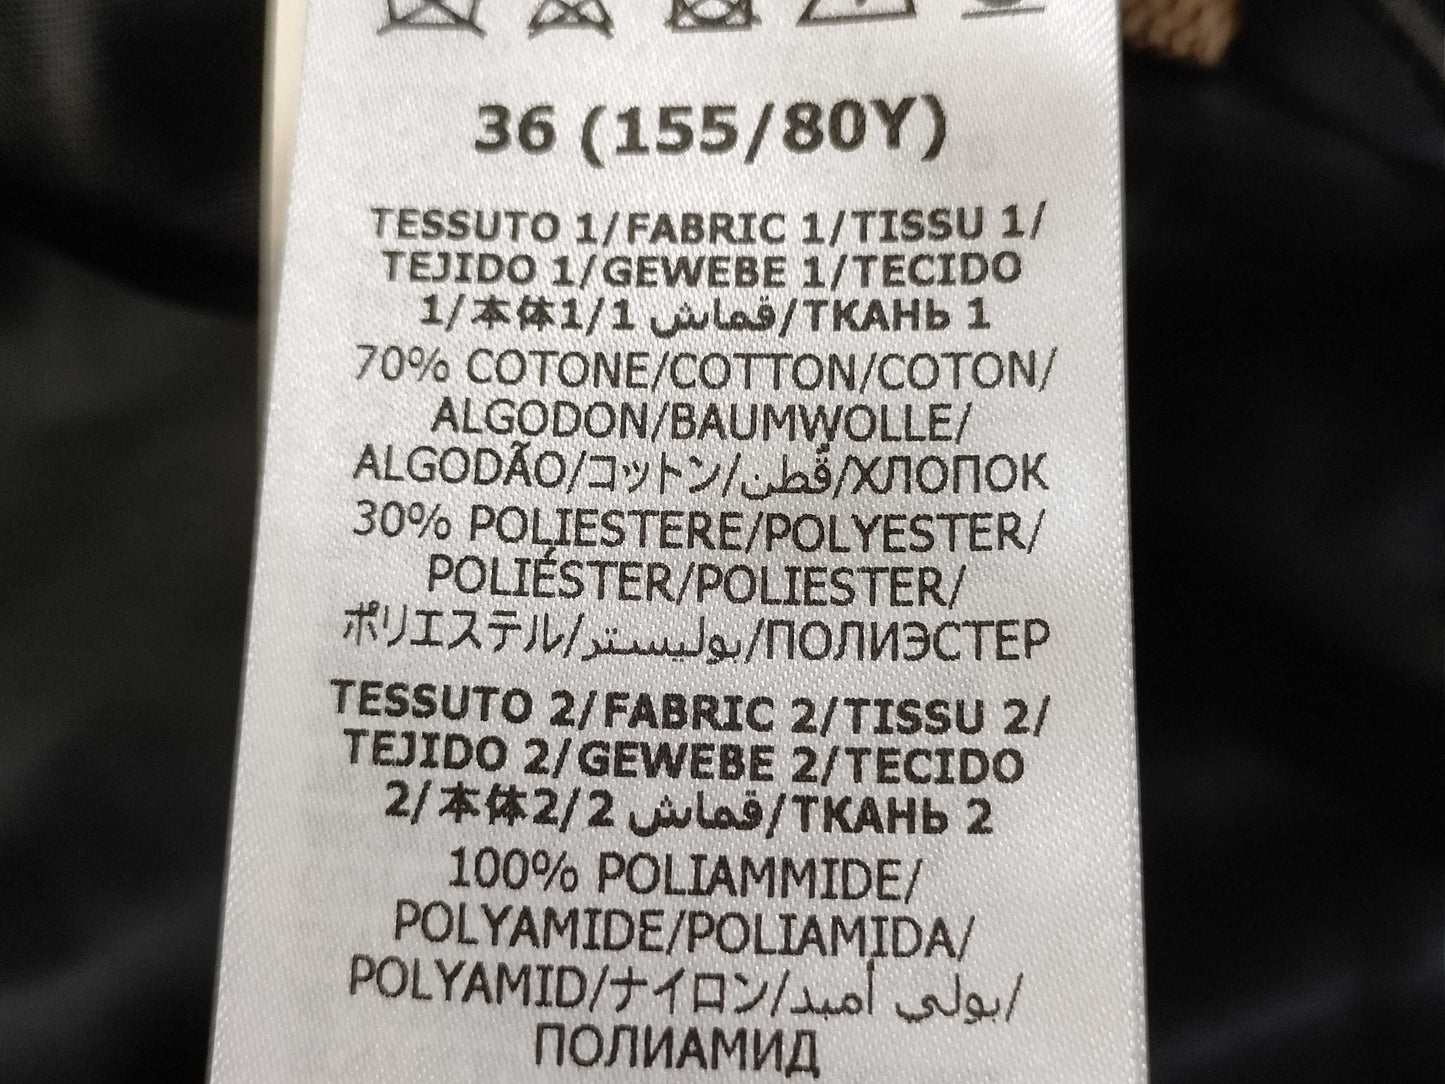 36 (155/80Y)
TESSUTO 1/FABRIC 1/TISSU 1/
TEJIDO 1/GEWEBE 1/TECIDO
1/本体1/1 قماش/ТКАНЬ 1
70% COTONE/COTTON/COTON/
ALGODON/BAUMWOLLE/
ALGODÃO/コットン/قُطن/ХЛОПОК
30% POLIESTERE/POLYESTER/
POLIÉSTER/POLIESTER/
ポリエステル/بوليستر/ПОЛИЭСТЕР
TESSUTO 2/FABRIC 2/TISSU 2/
TEJIDO 2/GEWEBE 2/TECIDO
2/本体2/2 قماش/ТКАНЬ 2
100% POLIAMMIDE/
POLYAMIDE/POLIAMIDA/
POLYAMID/ナイロン/بولي أميد/
ПОЛИАМИД